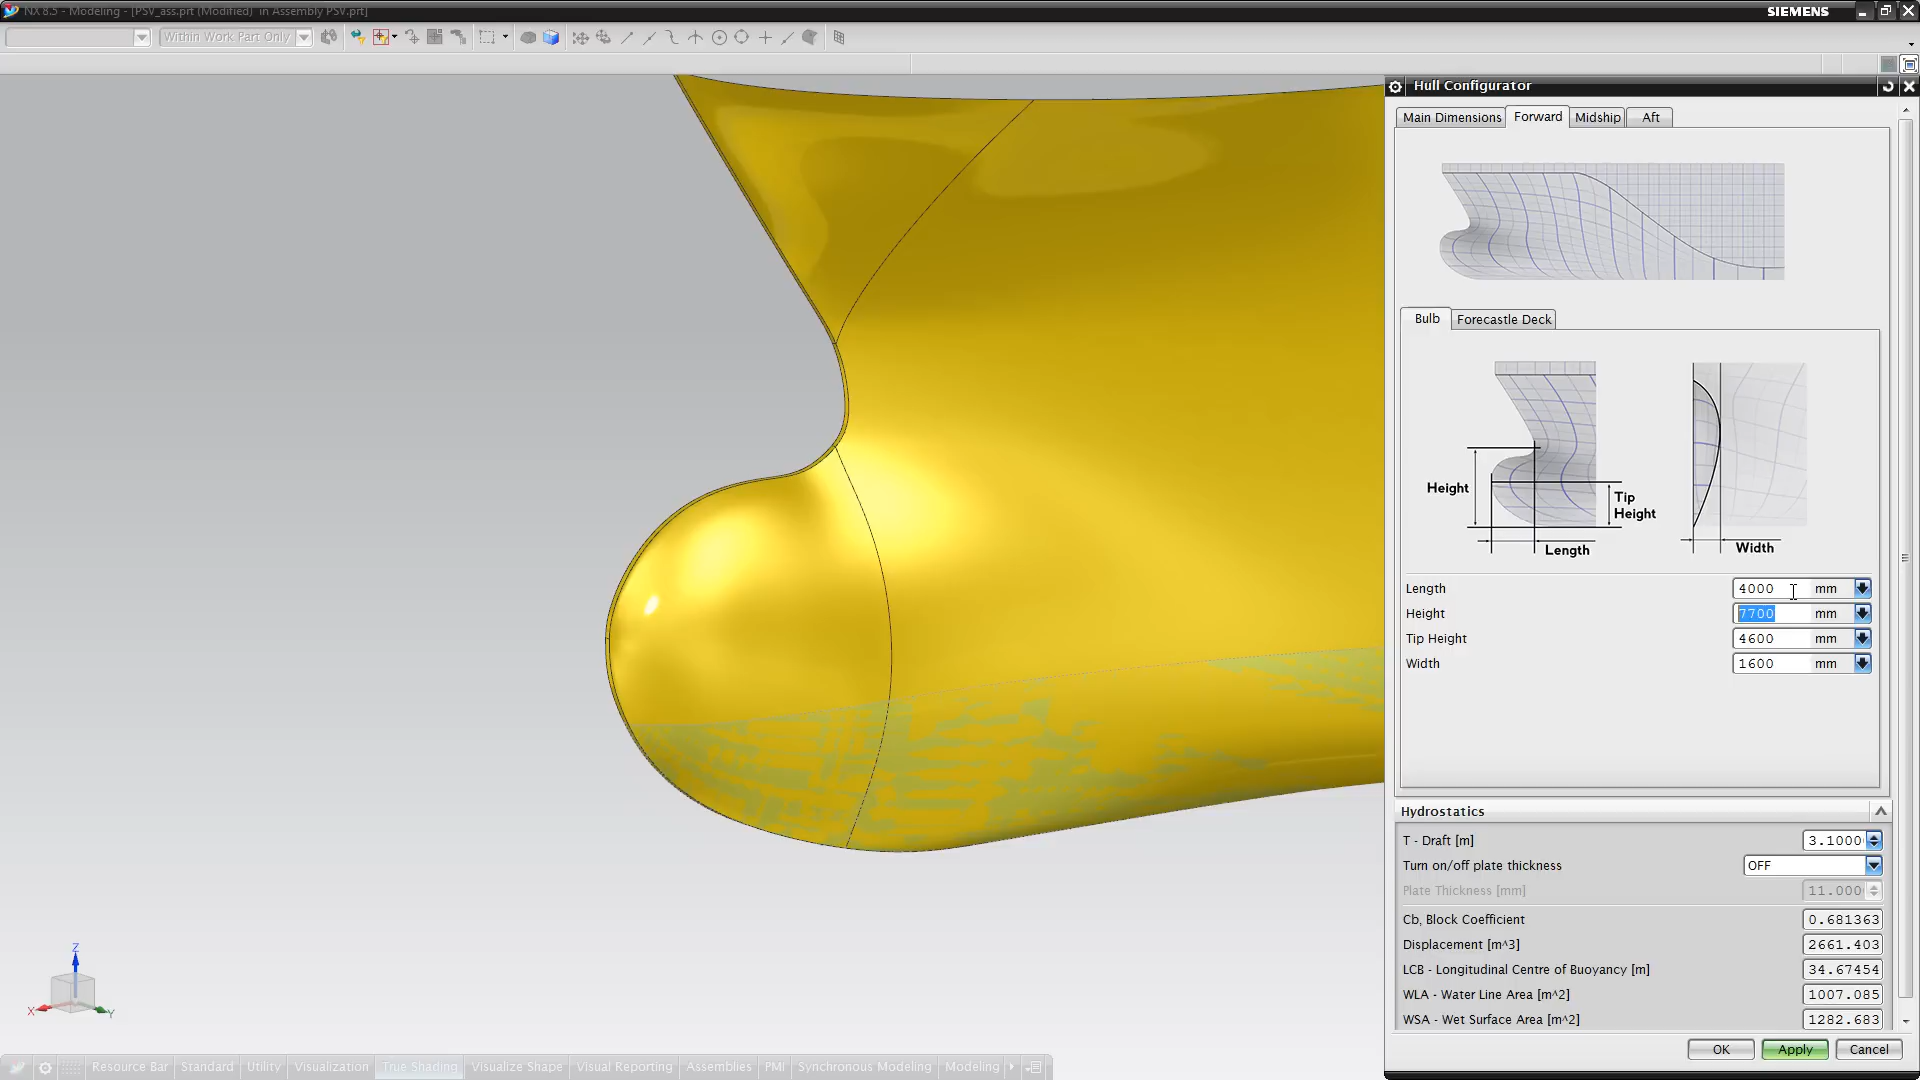 NX 8.5 - Modeling - [PSV_ass.prt (Modified) in Assembly PSV.prt]
SIEMENS
Within Work Part Only
Hull Configurator
Main Dimensions Forward Midship Aft
Bulb Forecastle Deck
Height
Tip Height
Length
Width
Length 4000 mm
Height 7700 mm
Tip Height 4600 mm
Width 1600 mm
Hydrostatics
T - Draft [m] 3.1000
Turn on/off plate thickness OFF
Plate Thickness [mm] 11.000
Cb, Block Coefficient 0.681363
Displacement [m^3] 2661.403
LCB - Longitudinal Centre of Buoyancy [m] 34.67454
WLA - Water Line Area [m^2] 1007.085
WSA - Wet Surface Area [m^2] 1282.683
OK Apply Cancel
Z
X Y
Resource Bar Standard Utility Visualization True Shading Visualize Shape Visual Reporting Assemblies PMI Synchronous Modeling Modeling